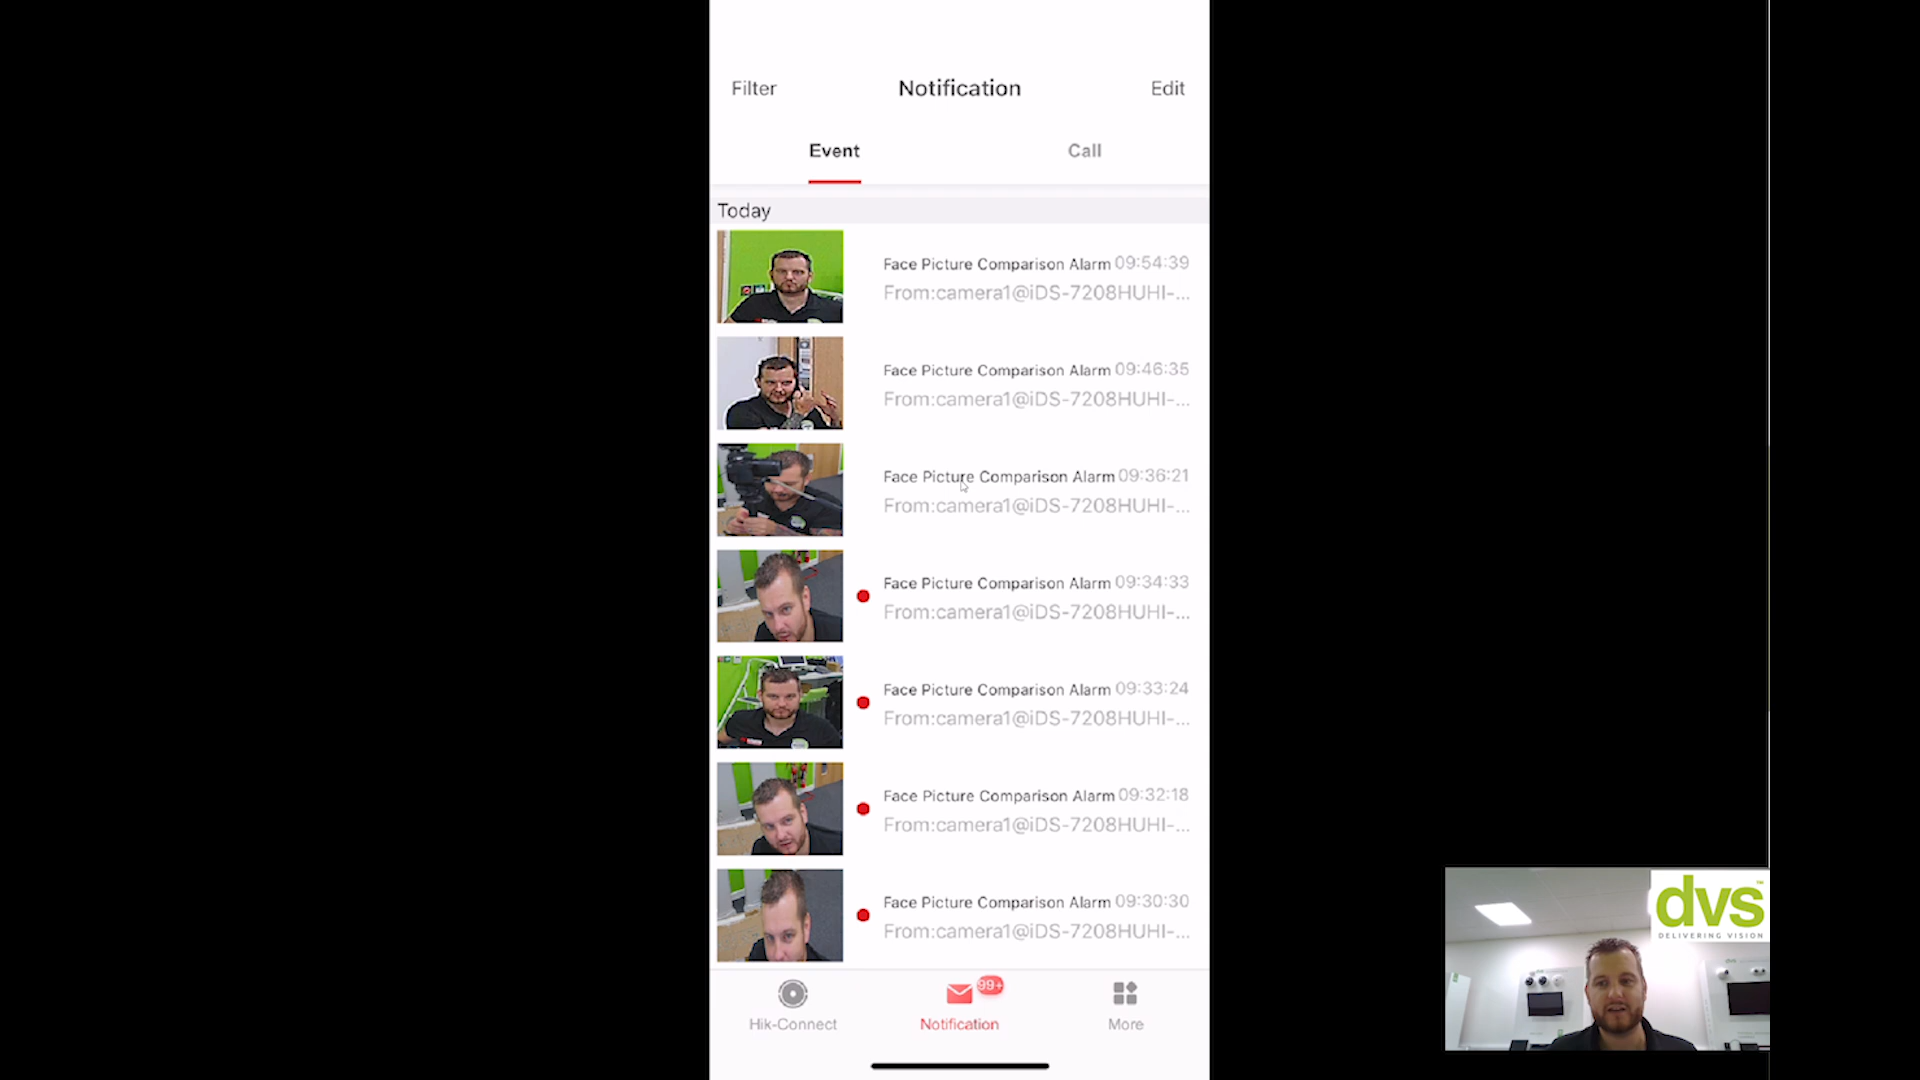 Filter Notification Edit
Event Call
Today
Face Picture Comparison Alarm 09:54:39
From:camera1@iDS-7208HUHI-...
Face Picture Comparison Alarm 09:46:35
From:camera1@iDS-7208HUHI-...
Face Picture Comparison Alarm 09:36:21
From:camera1@iDS-7208HUHI-...
Face Picture Comparison Alarm 09:34:33
From:camera1@iDS-7208HUHI-...
Face Picture Comparison Alarm 09:33:24
From:camera1@iDS-7208HUHI-...
Face Picture Comparison Alarm 09:32:18
From:camera1@iDS-7208HUHI-...
Face Picture Comparison Alarm 09:30:30
From:camera1@iDS-7208HUHI-...
99+
Hik-Connect Notification More
dvs™
DELIVERING VISION